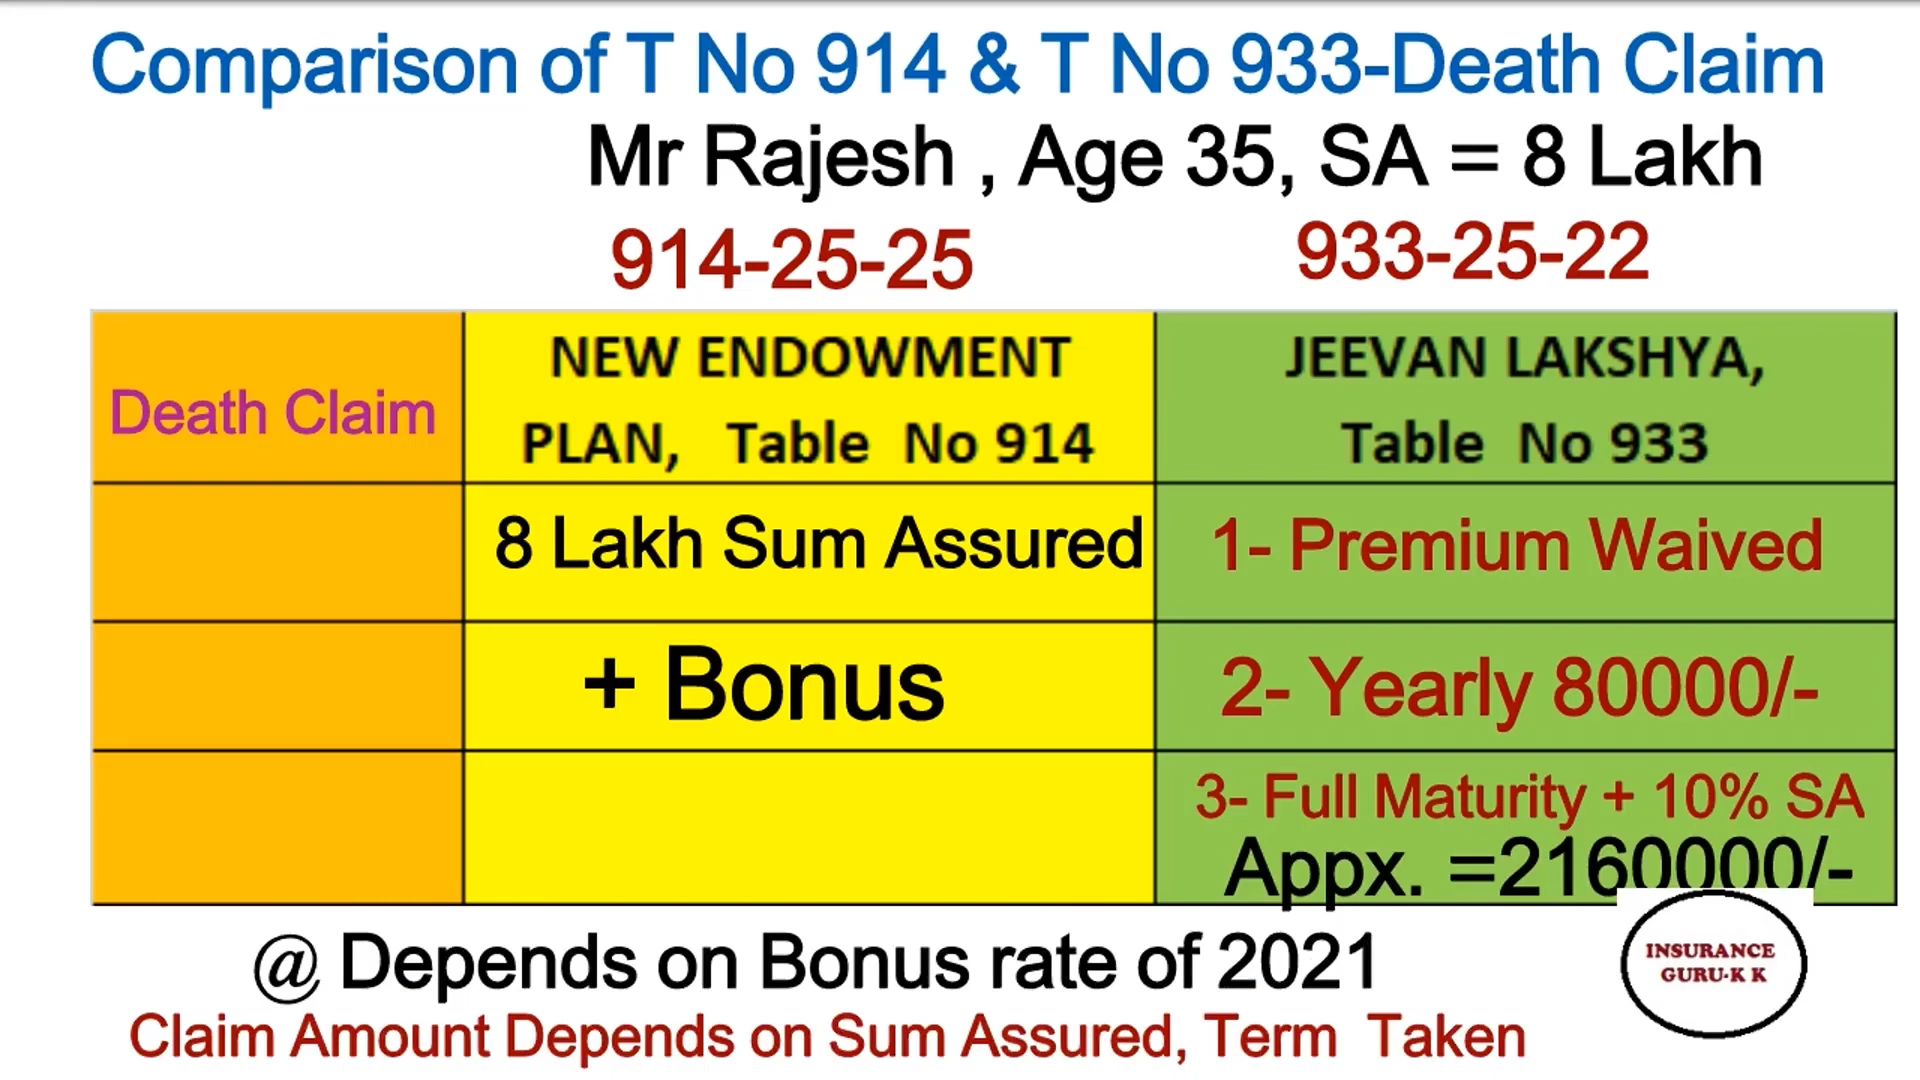 Comparison of T No 914 & T No 933-Death Claim
Mr Rajesh , Age 35, SA = 8 Lakh
914-25-25
933-25-22
Death Claim
NEW ENDOWMENT
PLAN, Table No 914
JEEVAN LAKSHYA,
Table No 933
8 Lakh Sum Assured
1- Premium Waived
+ Bonus
2- Yearly 80000/-
3- Full Maturity + 10% SA
Appx. =2160000/-
@ Depends on Bonus rate of 2021
INSURANCE
GURU-K K
Claim Amount Depends on Sum Assured, Term Taken